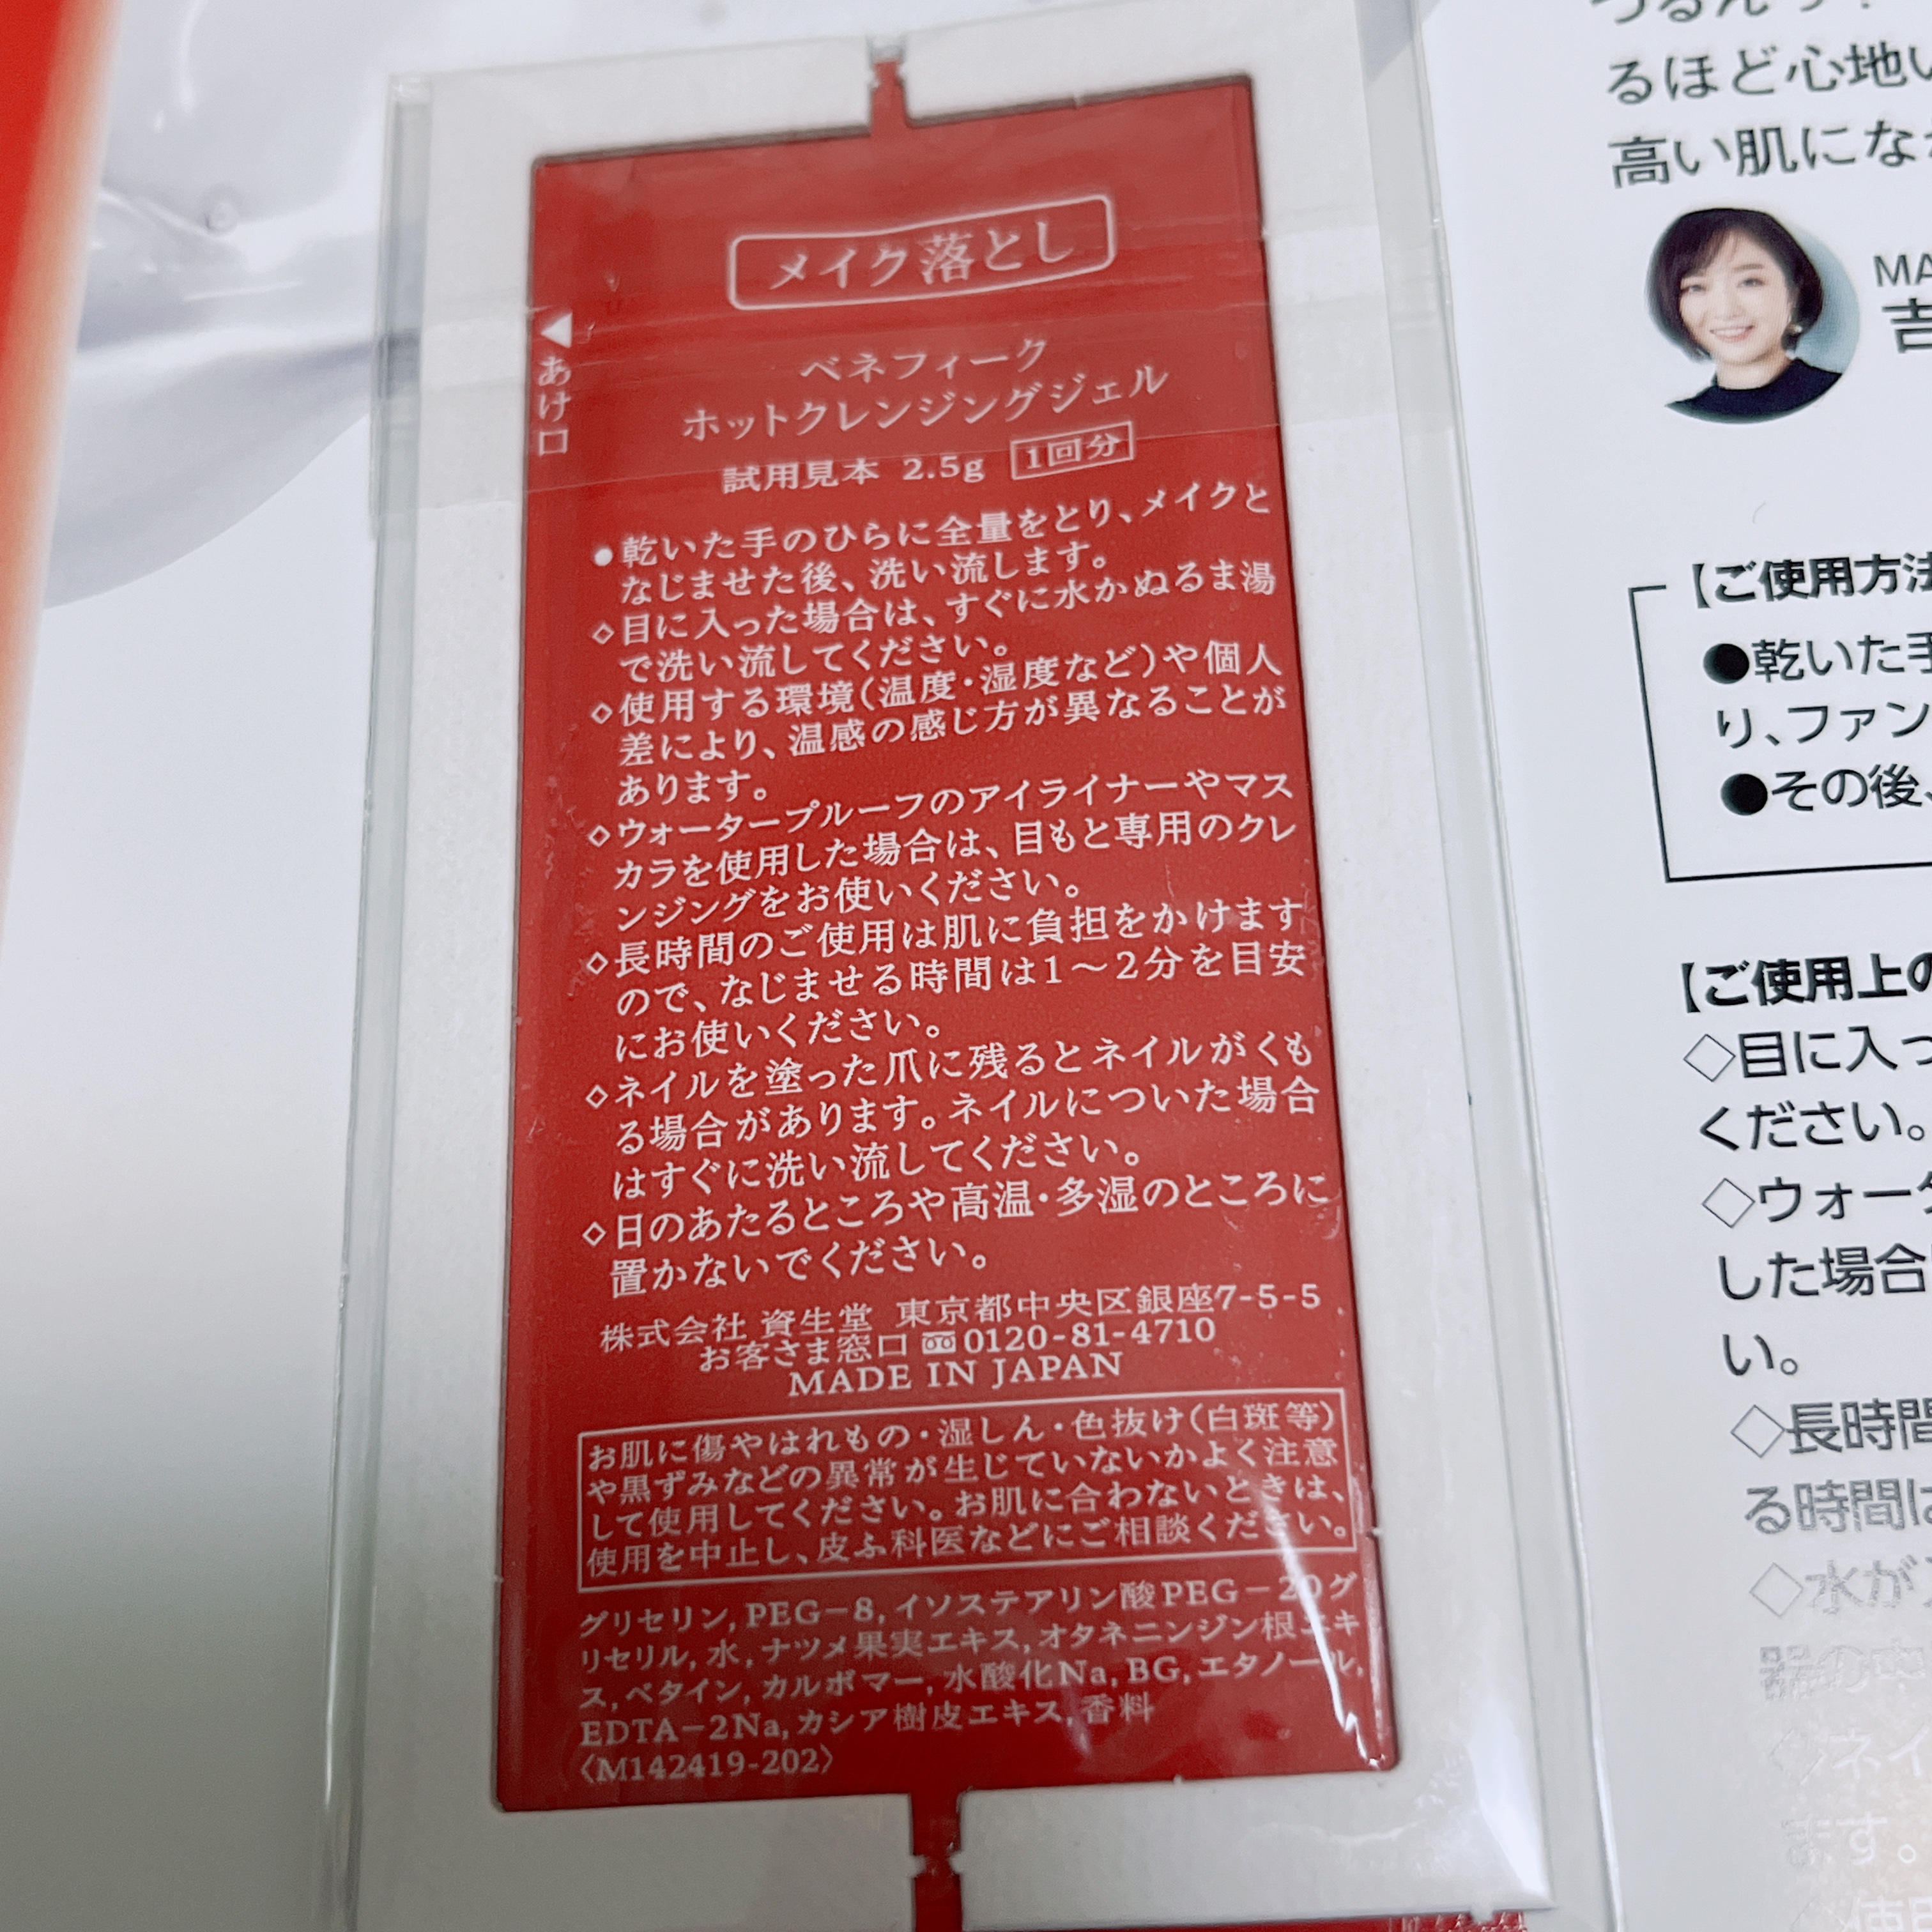 メイク落とし
あけ口
ベネフィーク
ホットクレンジングジェル
試用見本 2.5g 1回分
●乾いた手のひらに全量をとり、メイクと
なじませた後、洗い流します。
◇目に入った場合は、すぐに水かぬるま湯
で洗い流してください。
◇使用する環境(温度・湿度など)や個人
差により、温感の感じ方が異なることが
あります。
◇ウォータープルーフのアイライナーやマス
カラを使用した場合は、目もと専用のクレ
ンジングをお使いください。
◇長時間のご使用は肌に負担をかけます
ので、なじませる時間は1〜2分を目安
にお使いください。
◇ネイルを塗った爪に残るとネイルがくも
る場合があります。ネイルについた場合
はすぐに洗い流してください。
◇日のあたるところや高温・多湿のところに
置かないでください。
株式会社 資生堂 東京都中央区銀座7-5-5
お客さま窓口 0120-81-4710
MADE IN JAPAN
お肌に傷やはれもの・湿しん・色抜け(白斑等)
や黒ずみなどの異常が生じていないかよく注意
して使用してください。お肌に合わないときは、
使用を中止し、皮ふ科医などにご相談ください。
グリセリン,PEG−8,イソステアリン酸PEG−20グ
リセリル,水,ナツメ果実エキス,オタネニンジン根エキ
ス,ベタイン,カルボマー,水酸化Na,BG,エタノール,
EDTA−2Na,カシア樹皮エキス,香料
〈M142419-202〉
るほど心地い
高い肌にな
MA
吉
【ご使用方法
●乾いた手
り、ファン
●その後、
【ご使用上の
◇目に入っ
ください。
◇ウォータ
した場合
い。
◇長時間
る時間は
◇水が
◇ネイ
ます。